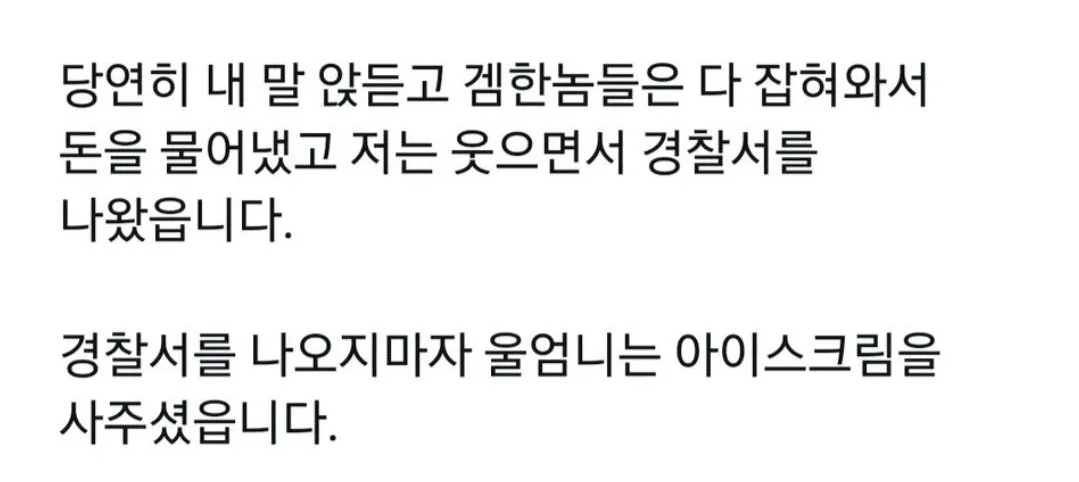 당연히 내 말 앉듣고 겜한놈들은 다 잡혀와서
돈을 물어냈고 저는 웃으면서 경찰서를
나왔읍니다.
경찰서를 나오지마자 울엄니는 아이스크림을
사주셨읍니다.